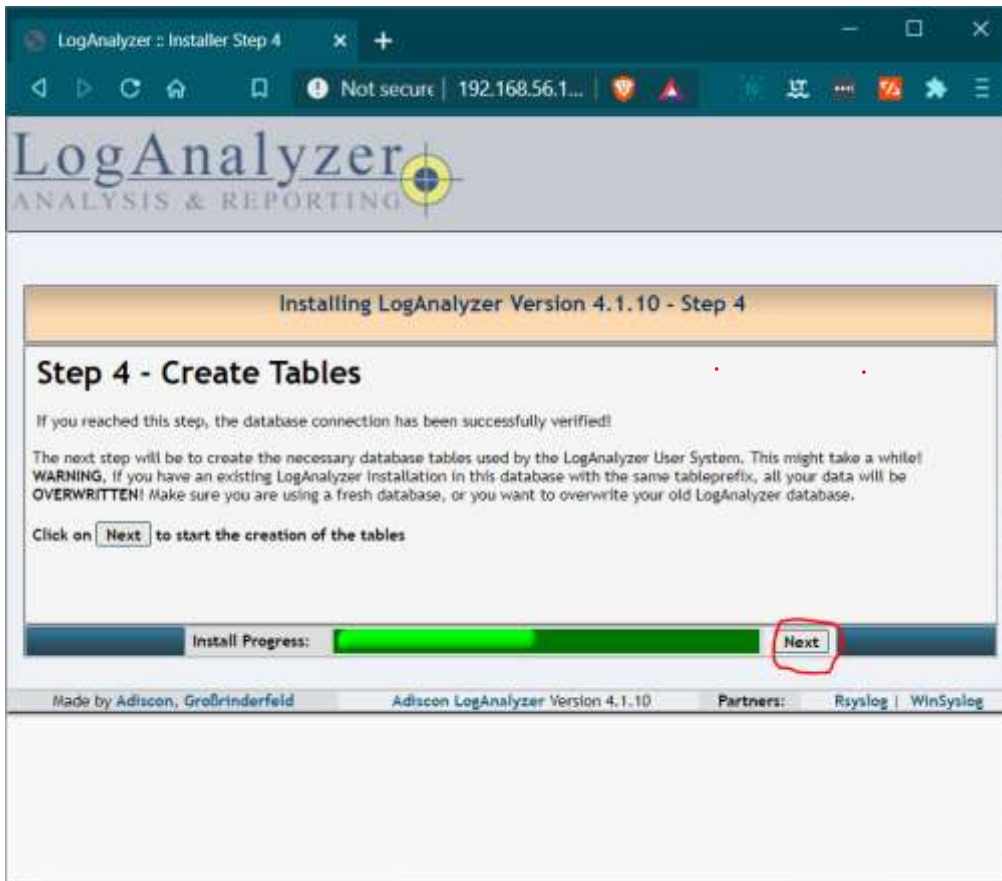 LogAnalyzer :: Installer Step 4
Not secure 192.168.56.1...
LogAnalyzer
ANALYSIS & REPORTING
Installing LogAnalyzer Version 4.1.10 - Step 4
Step 4 - Create Tables
If you reached this step, the database connection has been successfully verified!
The next step will be to create the necessary database tables used by the LogAnalyzer User System. This might take a while!
WARNING, if you have an existing LogAnalyzer installation in this database with the same tableprefix, all your data will be
OVERWRITTEN! Make sure you are using a fresh database, or you want to overwrite your old LogAnalyzer database.
Click on Next to start the creation of the tables
Install Progress: Next
Made by Adiscon, Großrinderfeld Adiscon LogAnalyzer Version 4.1.10 Partners: Rsyslog | WinSyslog